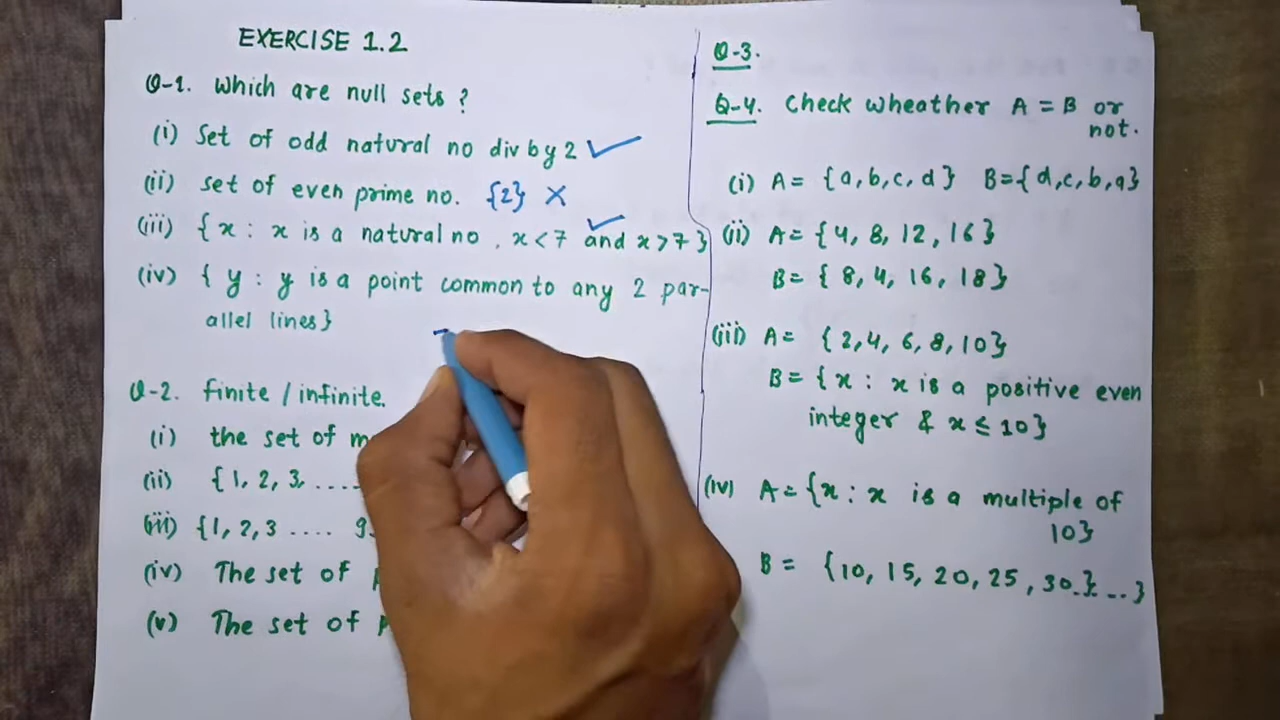 EXERCISE 1.2
Q-1. Which are null sets ?
(i) Set of odd natural no div by 2 ✓
(ii) set of even prime no. {2} ×
(iii) { x : x is a natural no , x < 7 and x > 7 } ✓
(iv) { y : y is a point common to any 2 par-
allel lines}
Q-2. finite / infinite.
(i) the set of
(ii) { 1, 2, 3, ....
(iii) {1, 2, 3 ....
(iv) The set of
(v) The set of
Q-3.
Q-4. Check wheather A = B or
not.
(i) A = {a, b, c, d} B = {d, c, b, a}
(ii) A = { 4, 8, 12, 16 }
B = { 8, 4, 16, 18 }
(iii) A = { 2, 4, 6, 8, 10}
B = { x : x is a positive even
integer & x ≤ 10}
(iv) A = {x : x is a multiple of
10}
B = {10, 15, 20, 25, 30.} ...}